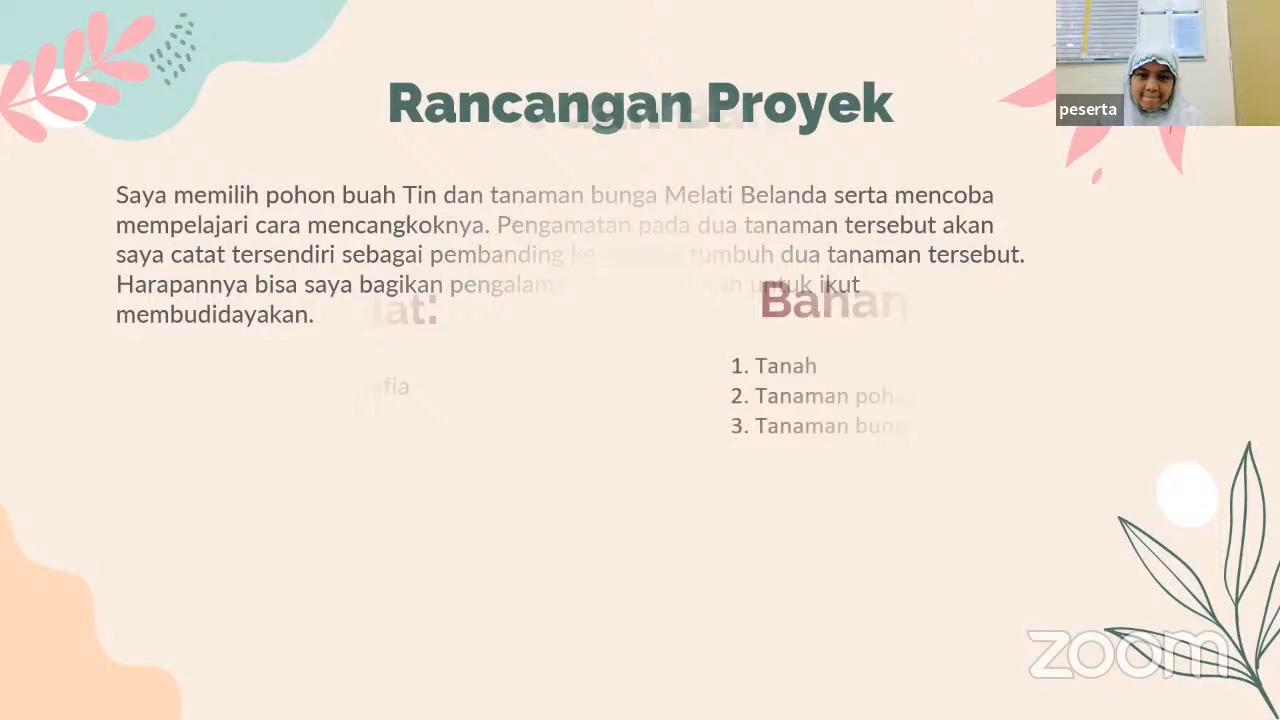 Rancangan Proyek
peserta
Saya memilih pohon buah Tin dan tanaman bunga Melati Belanda serta mencoba
mempelajari cara mencangkoknya. Pengamatan pada dua tanaman tersebut akan
saya catat tersendiri sebagai pembanding tumbuh dua tanaman tersebut.
Harapannya bisa saya bagikan untuk ikut
membudidayakan.
Bahan
1. Tanah
2. Tanaman
3. Tanaman
zoom